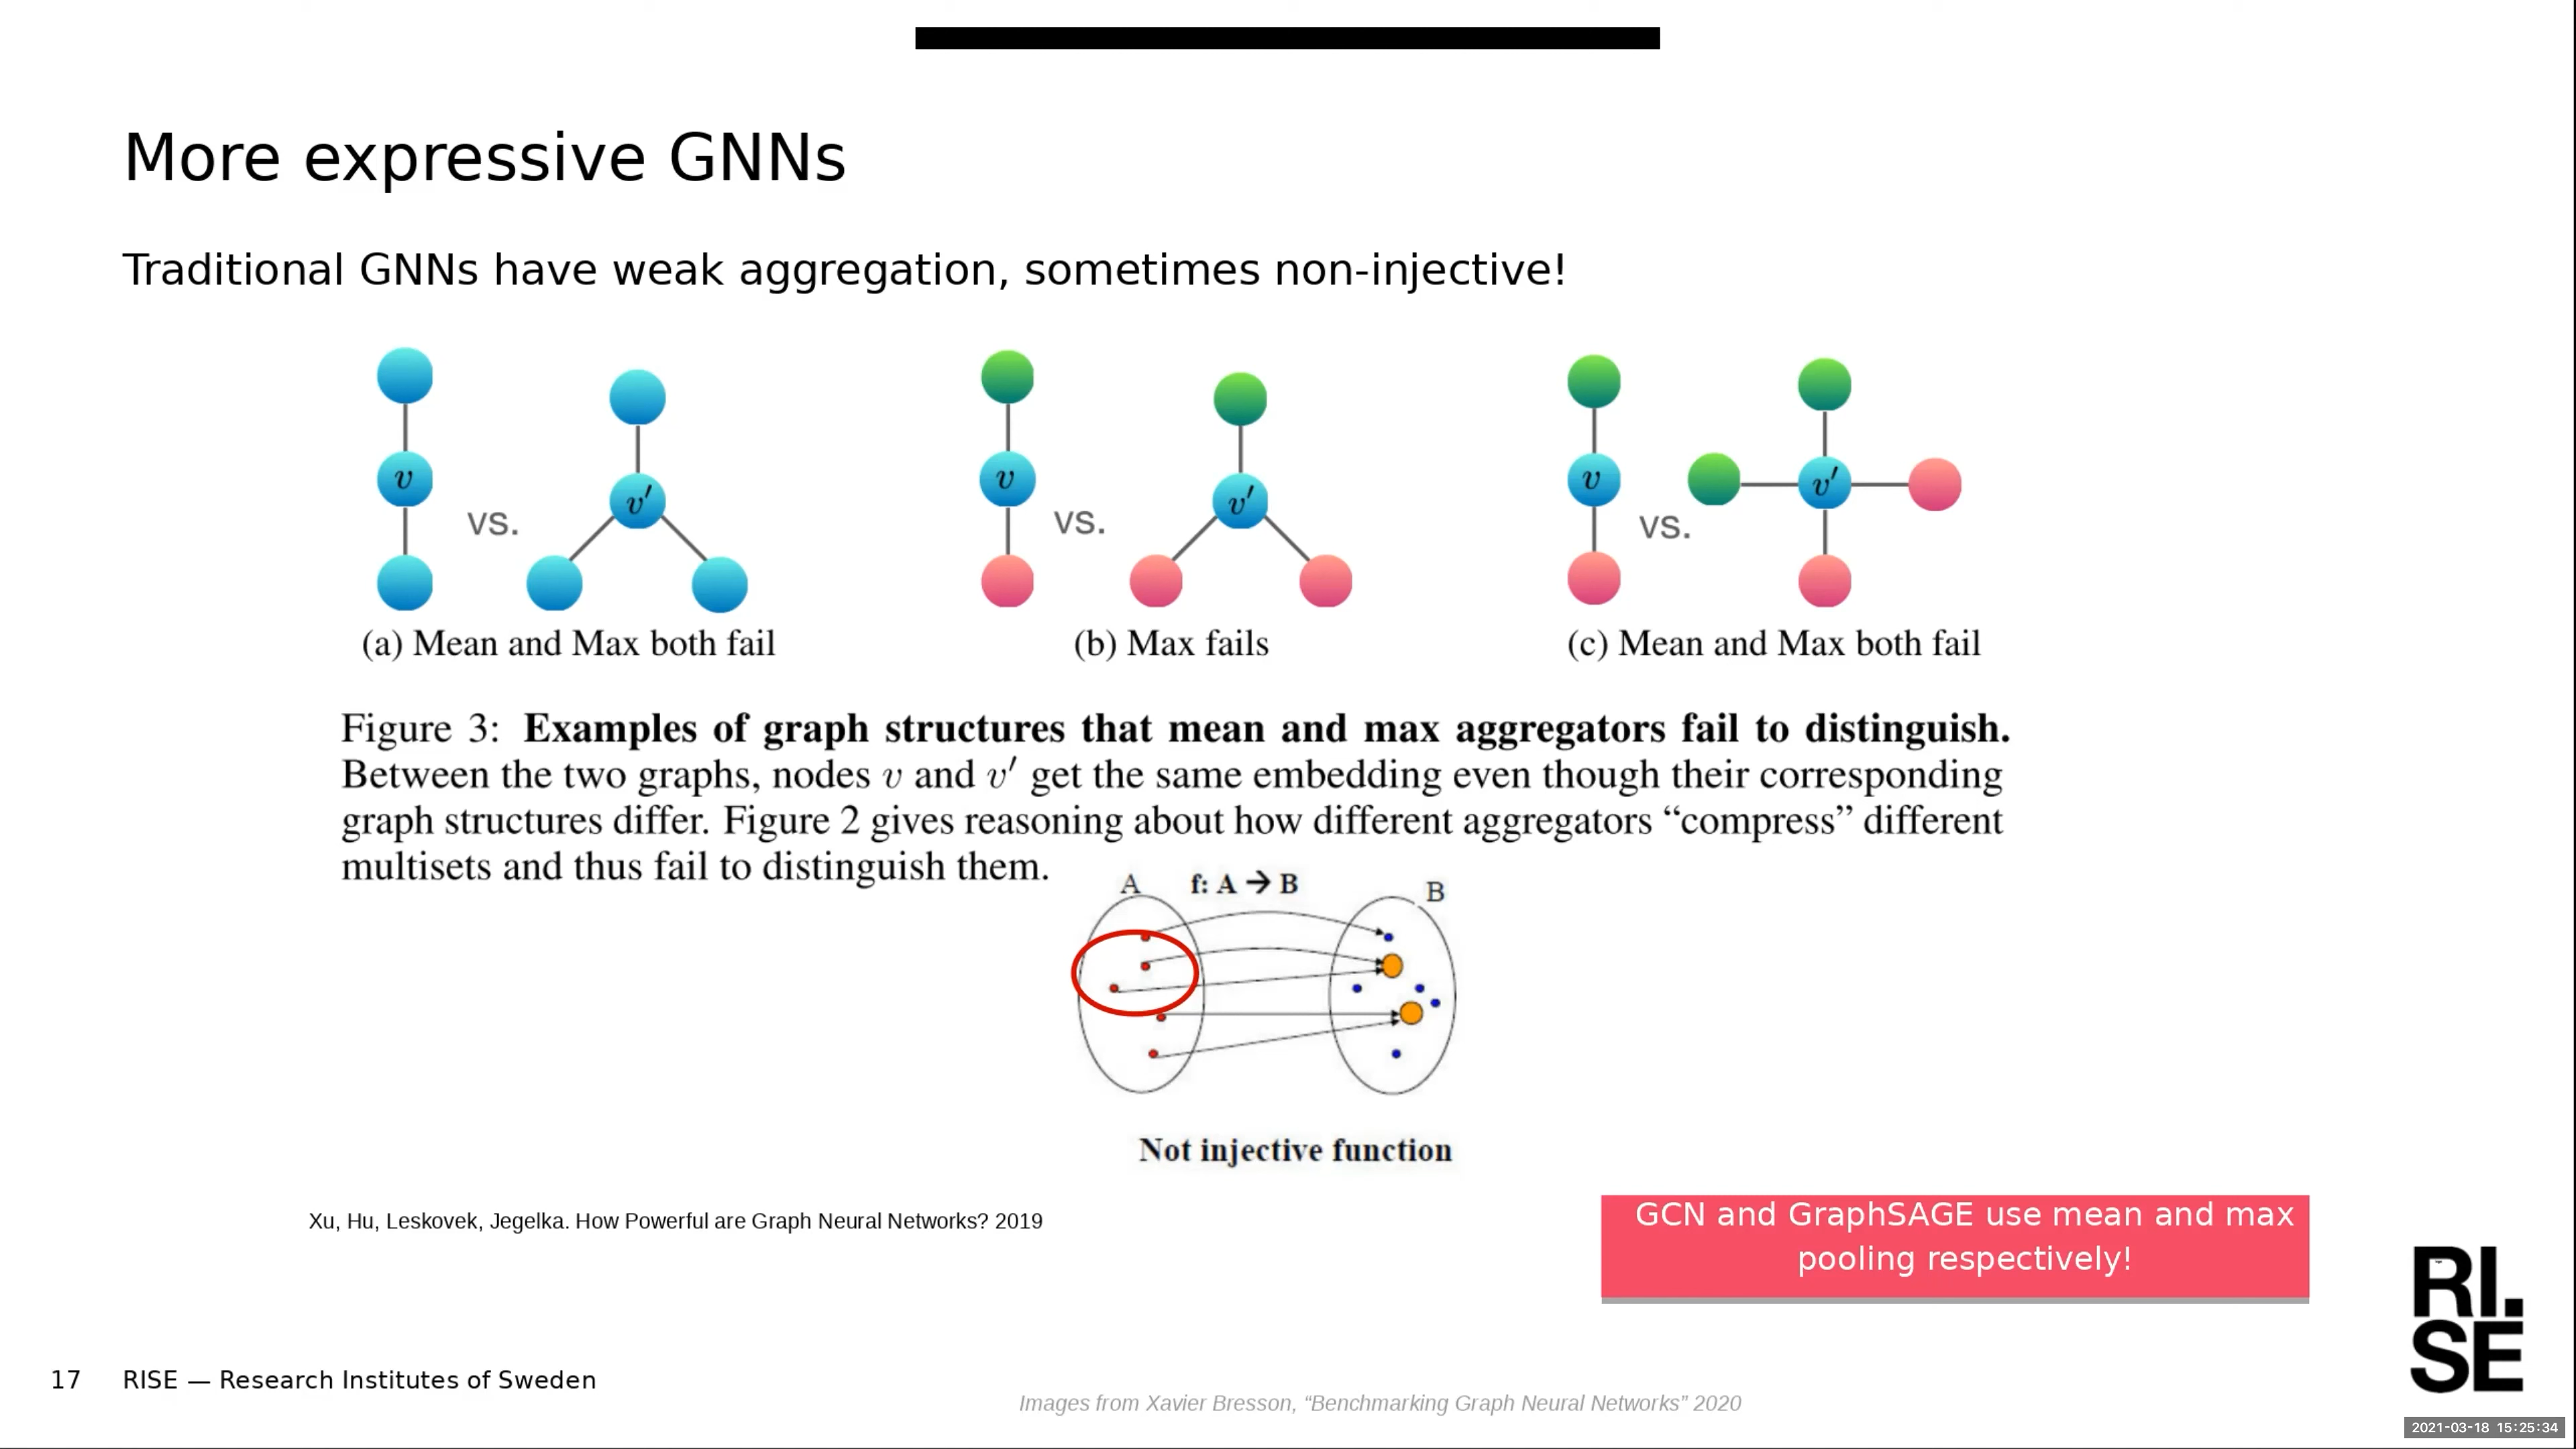 More expressive GNNs
Traditional GNNs have weak aggregation, sometimes non-injective!
v
vs.
v′
v
vs.
v′
v
vs.
v′
(a) Mean and Max both fail
(b) Max fails
(c) Mean and Max both fail
Figure 3: Examples of graph structures that mean and max aggregators fail to distinguish.
Between the two graphs, nodes v and v′ get the same embedding even though their corresponding
graph structures differ. Figure 2 gives reasoning about how different aggregators “compress” different
multisets and thus fail to distinguish them.
A
f: A → B
B
Not injective function
Xu, Hu, Leskovek, Jegelka. How Powerful are Graph Neural Networks? 2019
GCN and GraphSAGE use mean and max
pooling respectively!
RI.
SE
17 RISE — Research Institutes of Sweden
Images from Xavier Bresson, “Benchmarking Graph Neural Networks” 2020
2021-03-18 15:25:34